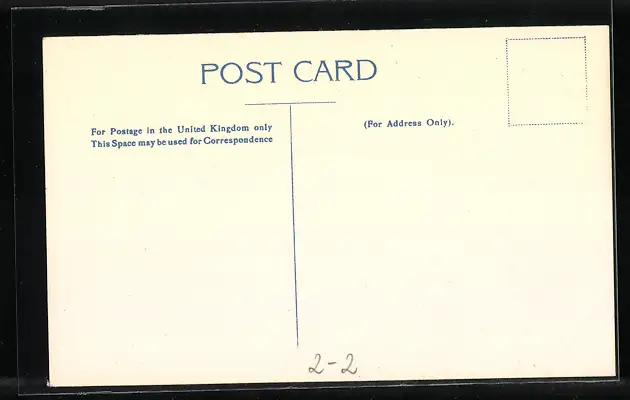 POST CARD
For Postage in the United Kingdom only
This Space may be used for Correspondence
(For Address Only).
2-2